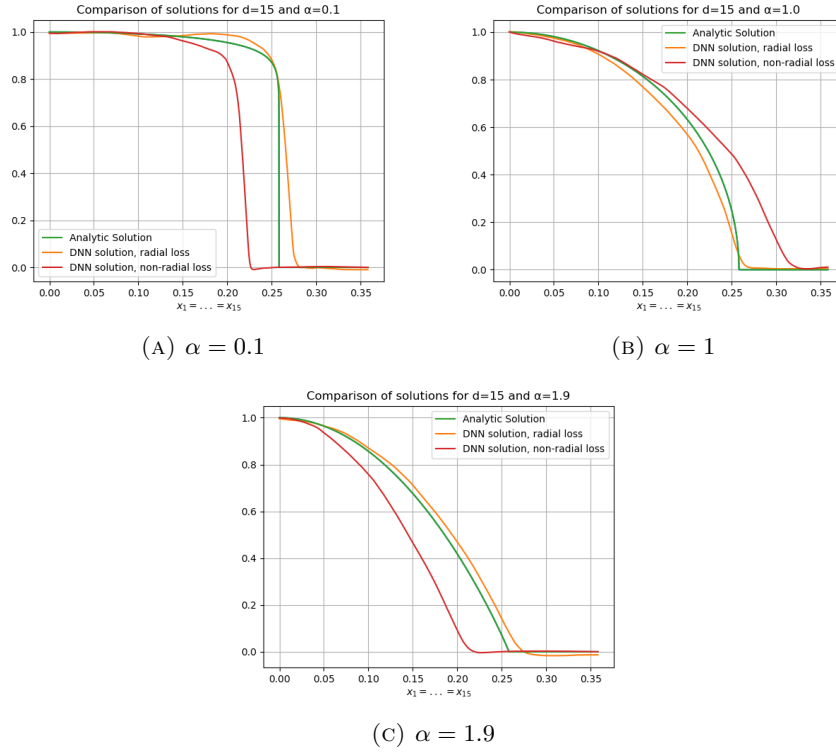 Comparison of solutions for d=15 and α=0.1
1.0
0.8
0.6
0.4
0.2
0.0
Analytic Solution
DNN solution, radial loss
DNN solution, non-radial loss
0.00 0.05 0.10 0.15 0.20 0.25 0.30 0.35
x₁ = ... = x₁₅
(A) α = 0.1
Comparison of solutions for d=15 and α=1.0
1.0
0.8
0.6
0.4
0.2
0.0
Analytic Solution
DNN solution, radial loss
DNN solution, non-radial loss
0.00 0.05 0.10 0.15 0.20 0.25 0.30 0.35
x₁ = ... = x₁₅
(B) α = 1
Comparison of solutions for d=15 and α=1.9
1.0
0.8
0.6
0.4
0.2
0.0
Analytic Solution
DNN solution, radial loss
DNN solution, non-radial loss
0.00 0.05 0.10 0.15 0.20 0.25 0.30 0.35
x₁ = ... = x₁₅
(C) α = 1.9